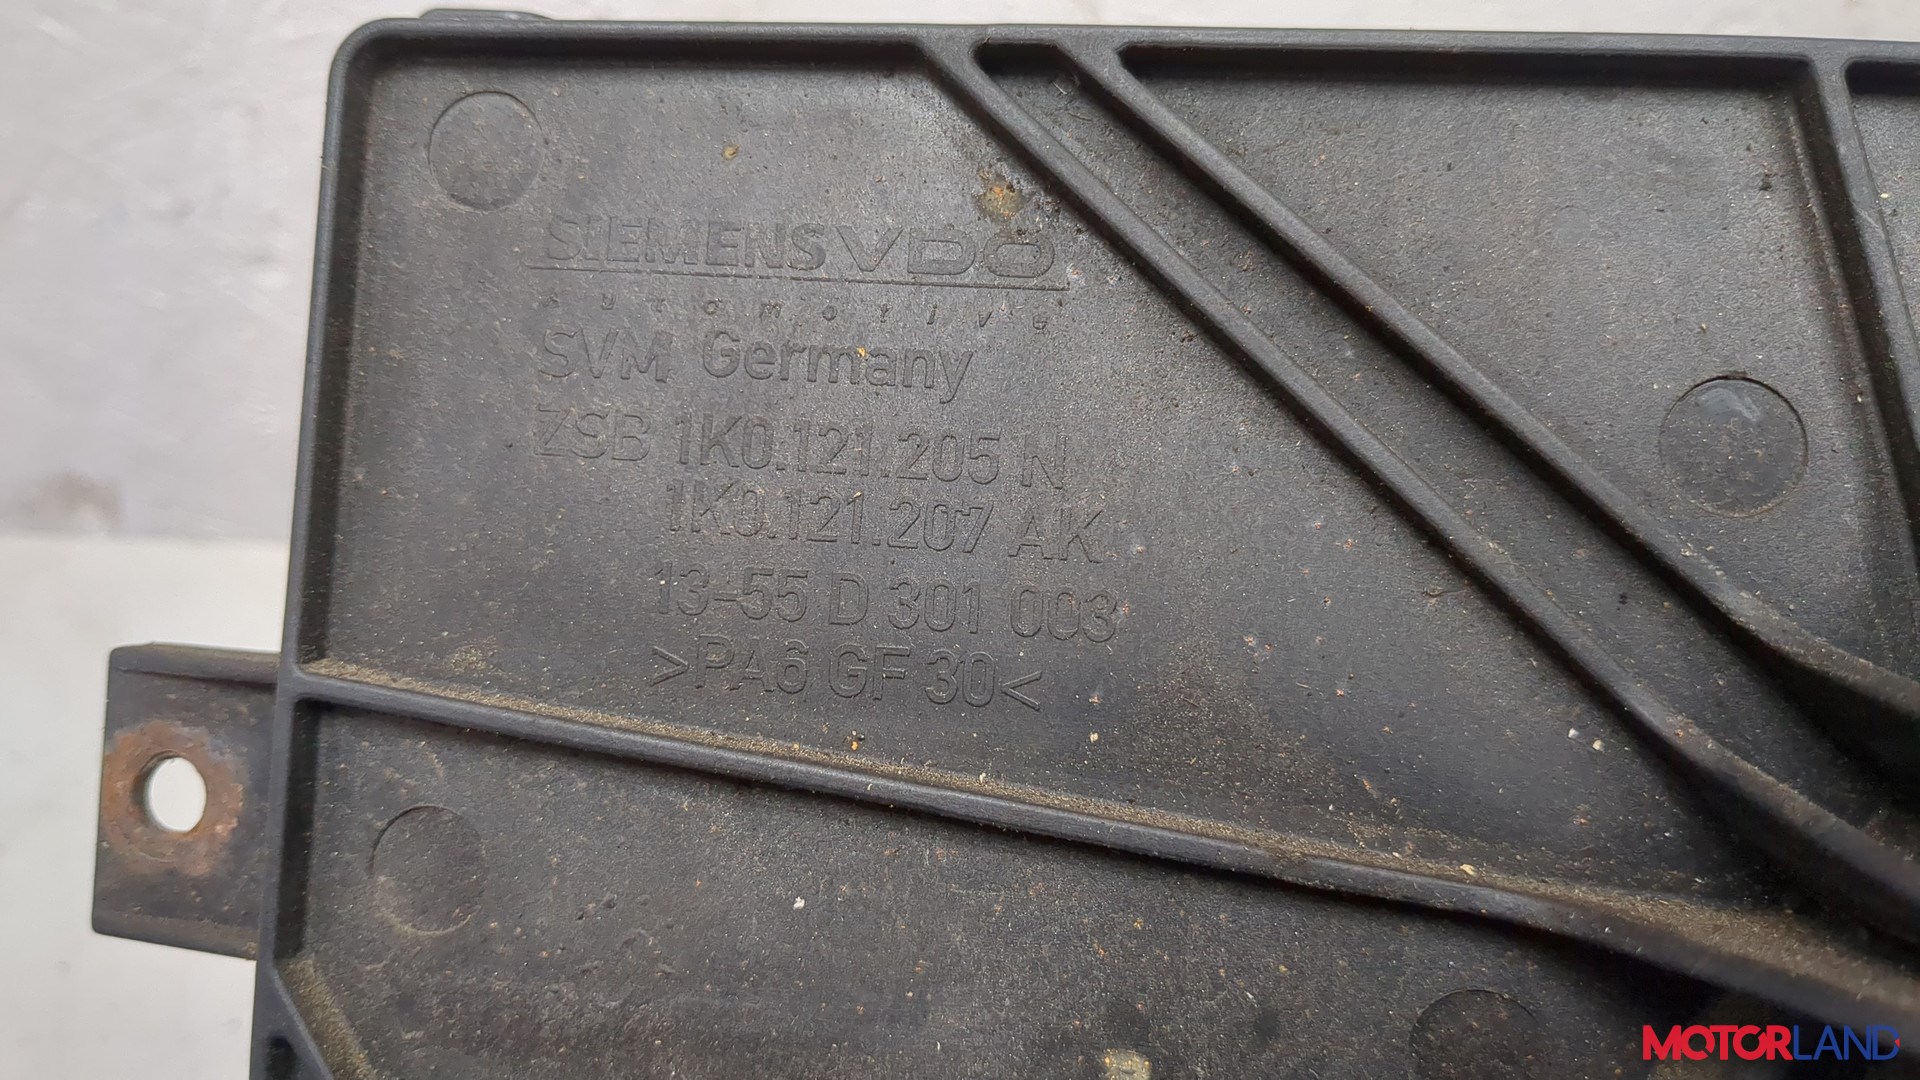 SIEMENS VDO
AUTOMOTIVE
SVM Germany
ZSB 1K0.121.205 N
1K0.121.207 AK
13-55 D 301 003
>PA6 GF 30<
MOTORLAND